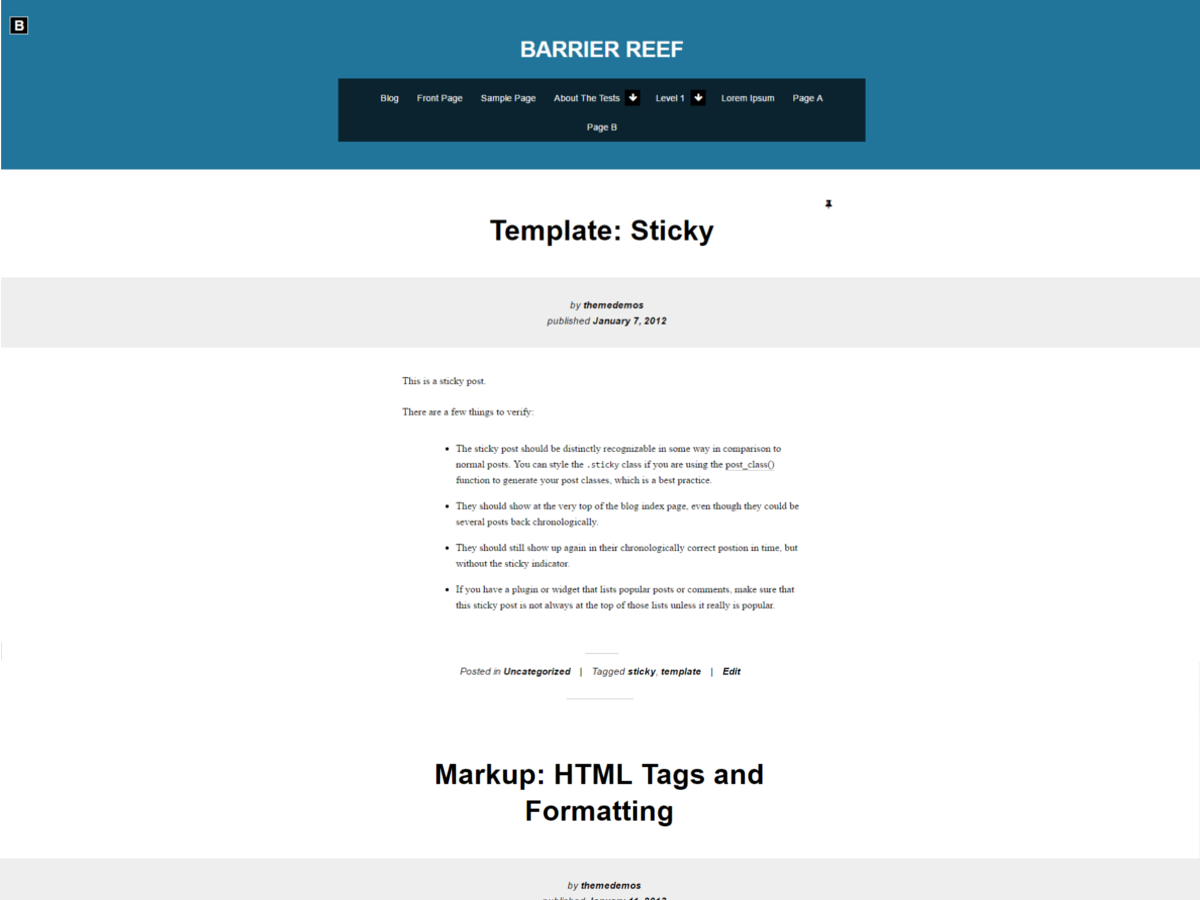 B
BARRIER REEF
Blog Front Page Sample Page About The Tests Level 1 Lorem Ipsum Page A
Page B
Template: Sticky
by themedemos
published January 7, 2012
This is a sticky post.
There are a few things to verify:
The sticky post should be distinctly recognizable in some way in comparison to
normal posts. You can style the .sticky class if you are using the post_class()
function to generate your post classes, which is a best practice.
They should show at the very top of the blog index page, even though they could be
several posts back chronologically.
They should still show up again in their chronologically correct postion in time, but
without the sticky indicator.
If you have a plugin or widget that lists popular posts or comments, make sure that
this sticky post is not always at the top of those lists unless it really is popular.
Posted in Uncategorized | Tagged sticky, template | Edit
Markup: HTML Tags and
Formatting
by themedemos
published January 11, 2013